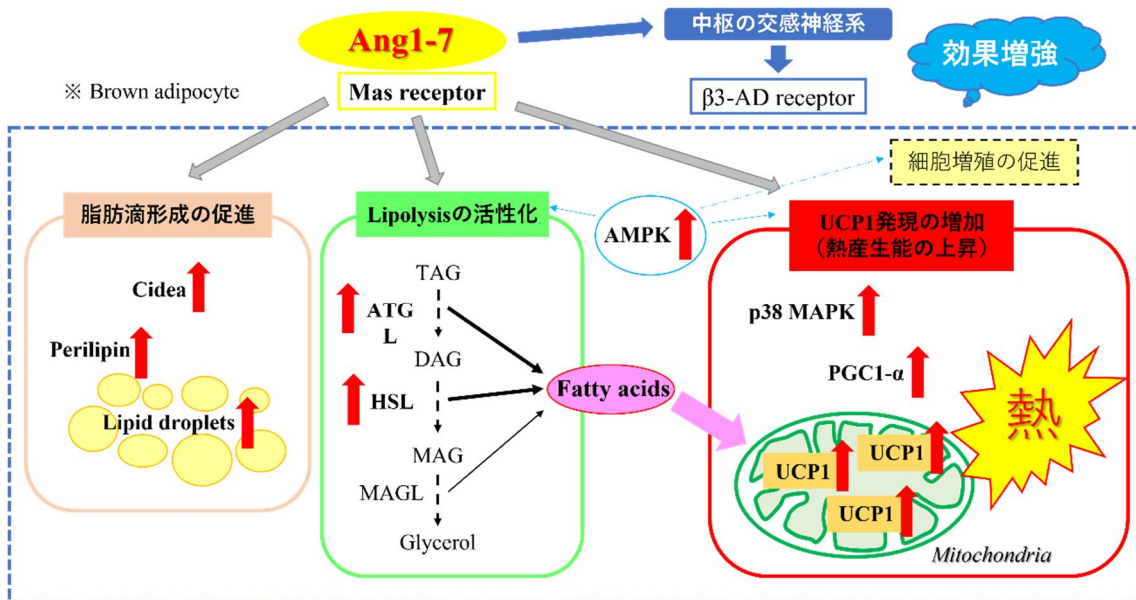 Ang1-7
中枢の交感神経系
効果増強
※ Brown adipocyte
Mas receptor
β3-AD receptor
細胞増殖の促進
脂肪滴形成の促進
Lipolysisの活性化
AMPK
UCP1発現の増加
（熱産生能の上昇）
Cidea
Perilipin
Lipid droplets
TAG
ATG
L
DAG
HSL
MAG
MAGL
Glycerol
Fatty acids
p38 MAPK
PGC1-α
熱
UCP1
UCP1
UCP1
Mitochondria